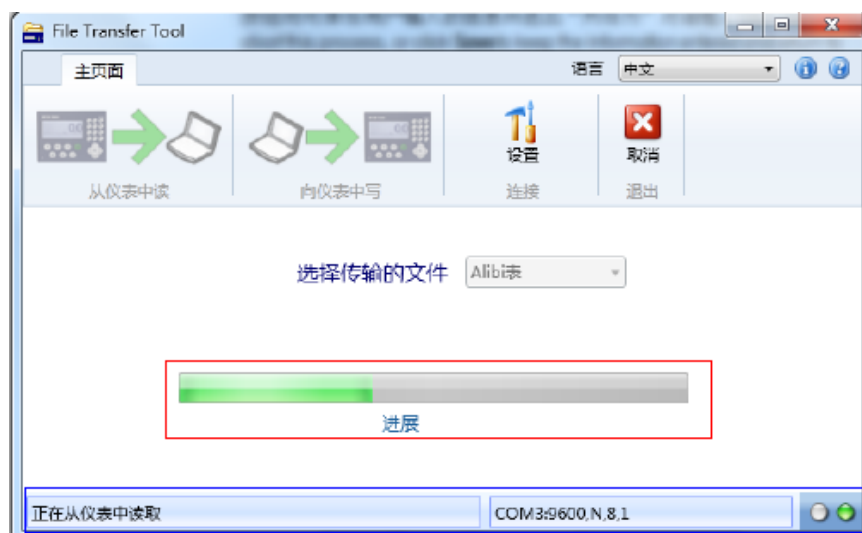 File Transfer Tool
主页面
语言 中文
设置
取消
从仪表中读
向仪表中写
连接
退出
选择传输的文件 Alibi表
进展
正在从仪表中读取
COM3:9600,N,8,1